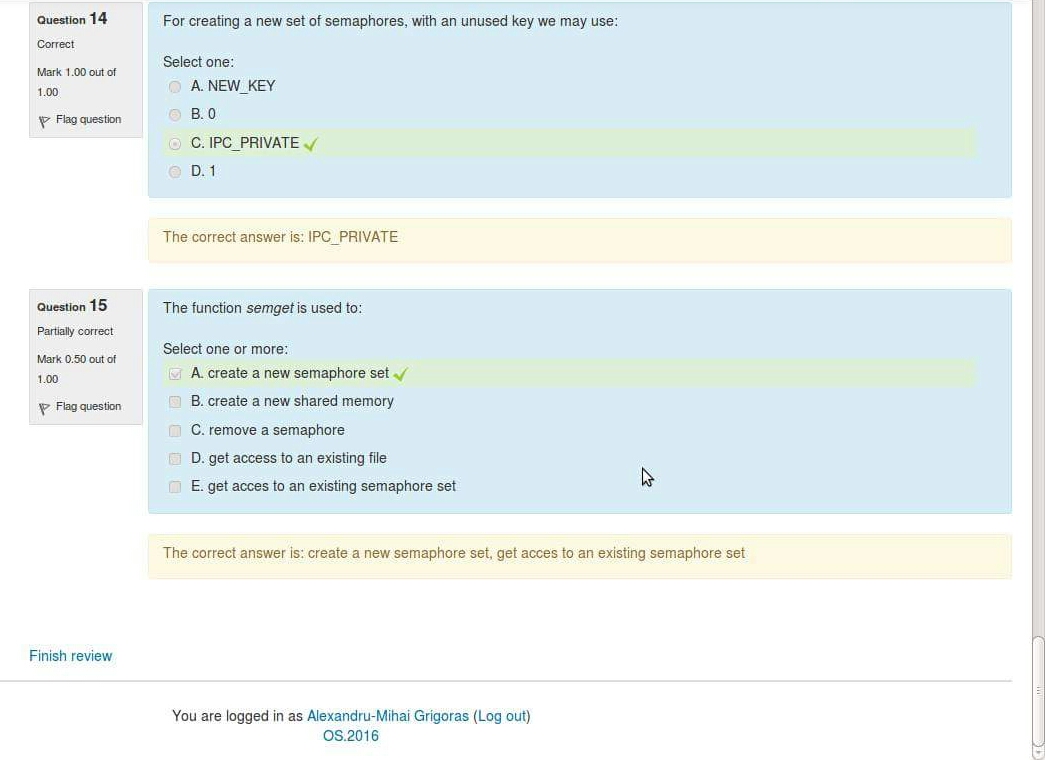 Question 14
Correct
Mark 1.00 out of
1.00
Flag question
For creating a new set of semaphores, with an unused key we may use:
Select one:
A. NEW_KEY
B. 0
C. IPC_PRIVATE
D. 1
The correct answer is: IPC_PRIVATE
Question 15
Partially correct
Mark 0.50 out of
1.00
Flag question
The function semget is used to:
Select one or more:
A. create a new semaphore set
B. create a new shared memory
C. remove a semaphore
D. get access to an existing file
E. get acces to an existing semaphore set
The correct answer is: create a new semaphore set, get acces to an existing semaphore set
Finish review
You are logged in as Alexandru-Mihai Grigoras (Log out)
OS.2016